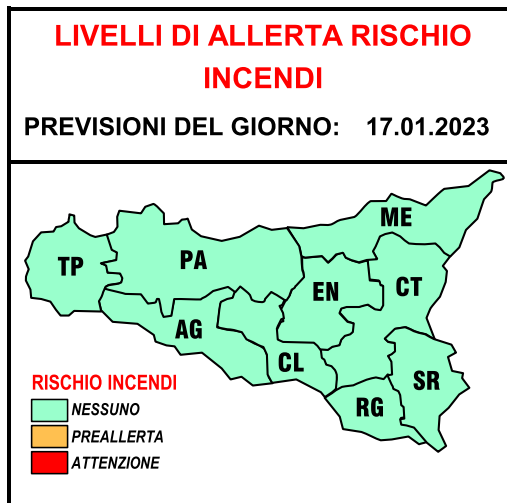 LIVELLI DI ALLERTA RISCHIO
INCENDI
PREVISIONI DEL GIORNO: 17.01.2023
ME
TP
PA
EN
CT
AG
CL
SR
RG
RISCHIO INCENDI
NESSUNO
PREALLERTA
ATTENZIONE